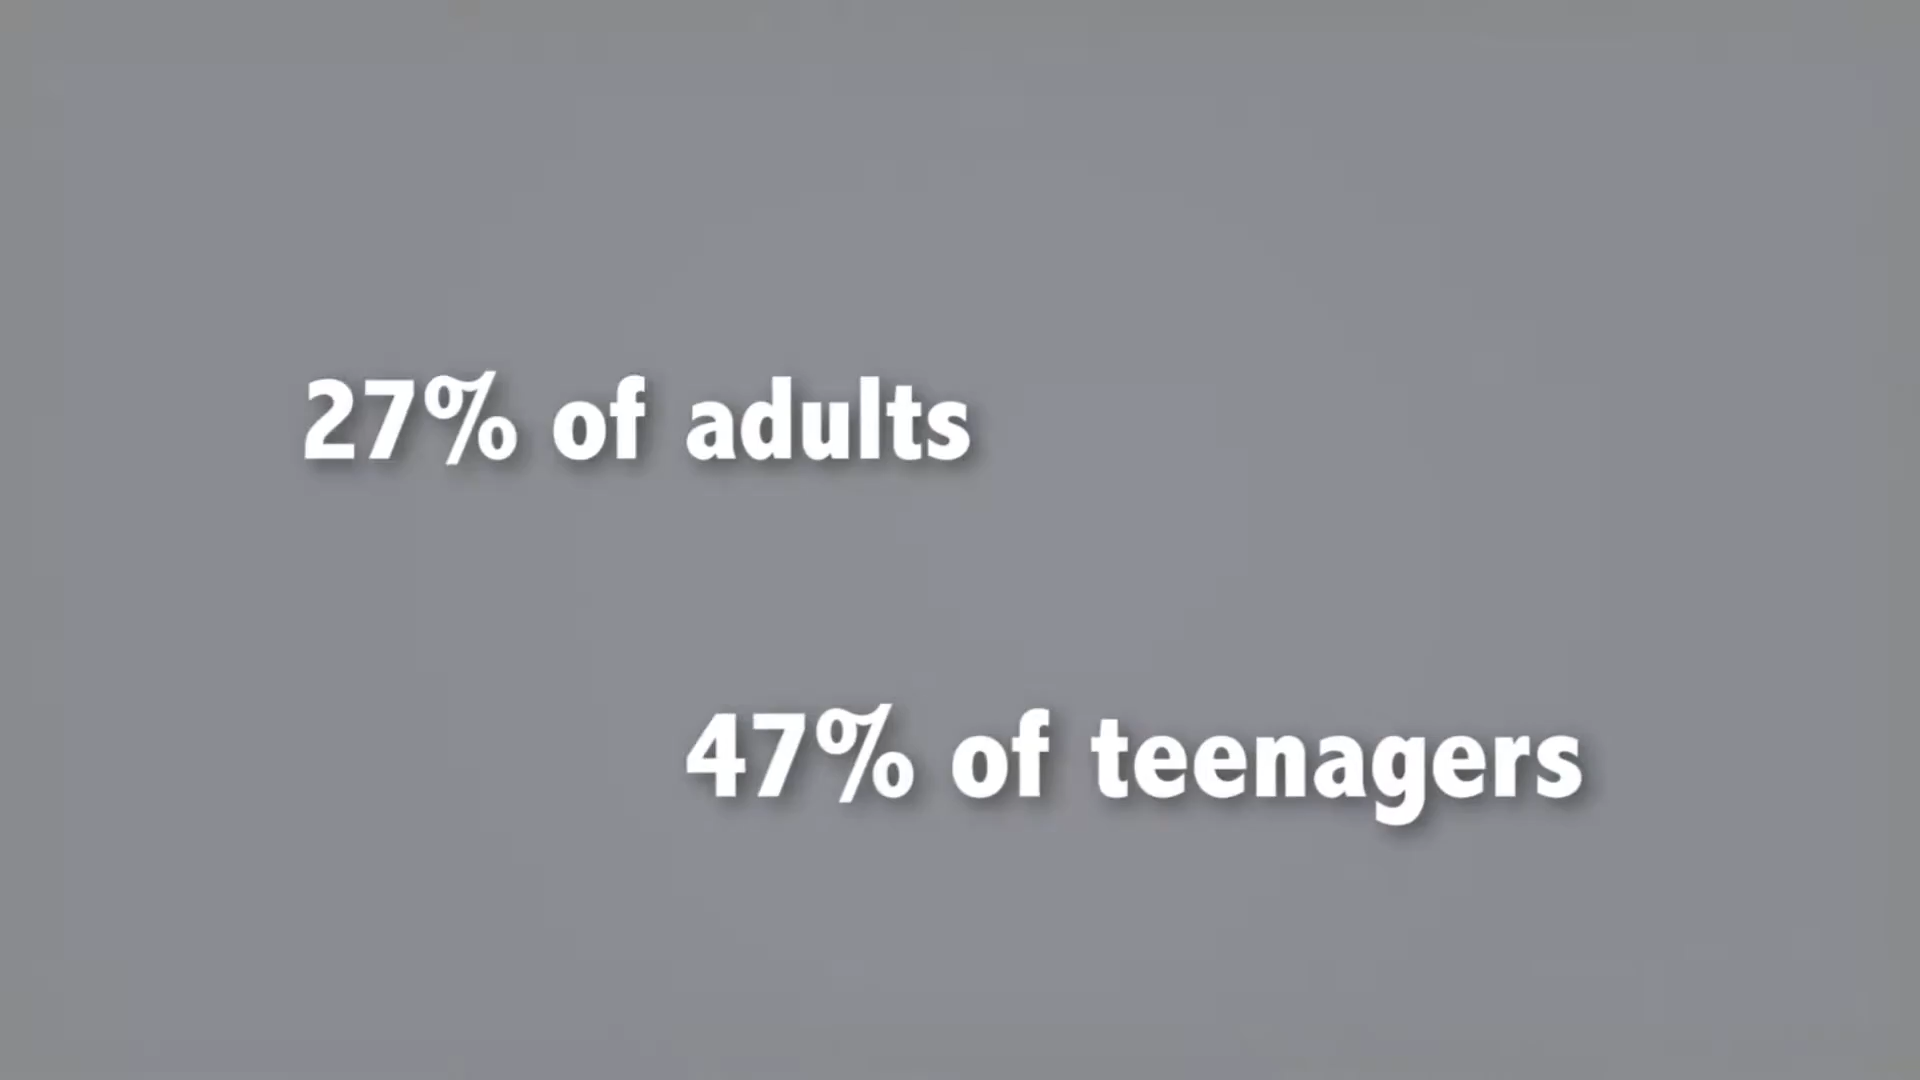 27% of adults
47% of teenagers